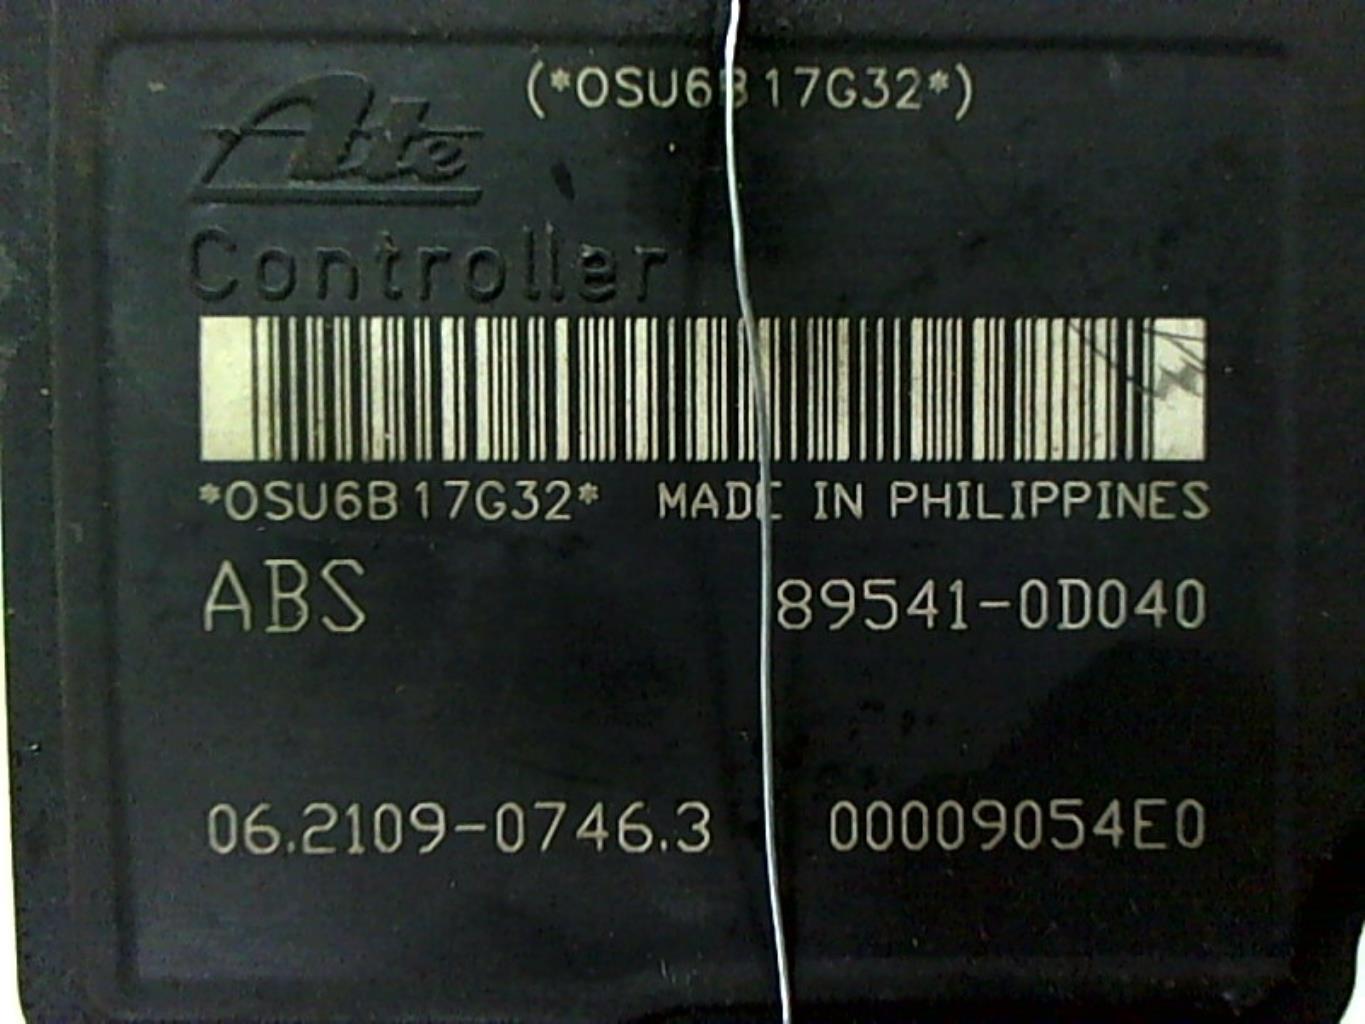 (*OSU6B17G32*)
Ate
Controller
*OSU6B17G32* MADE IN PHILIPPINES
ABS 89541-0D040
06.2109-0746.3 00009054E0